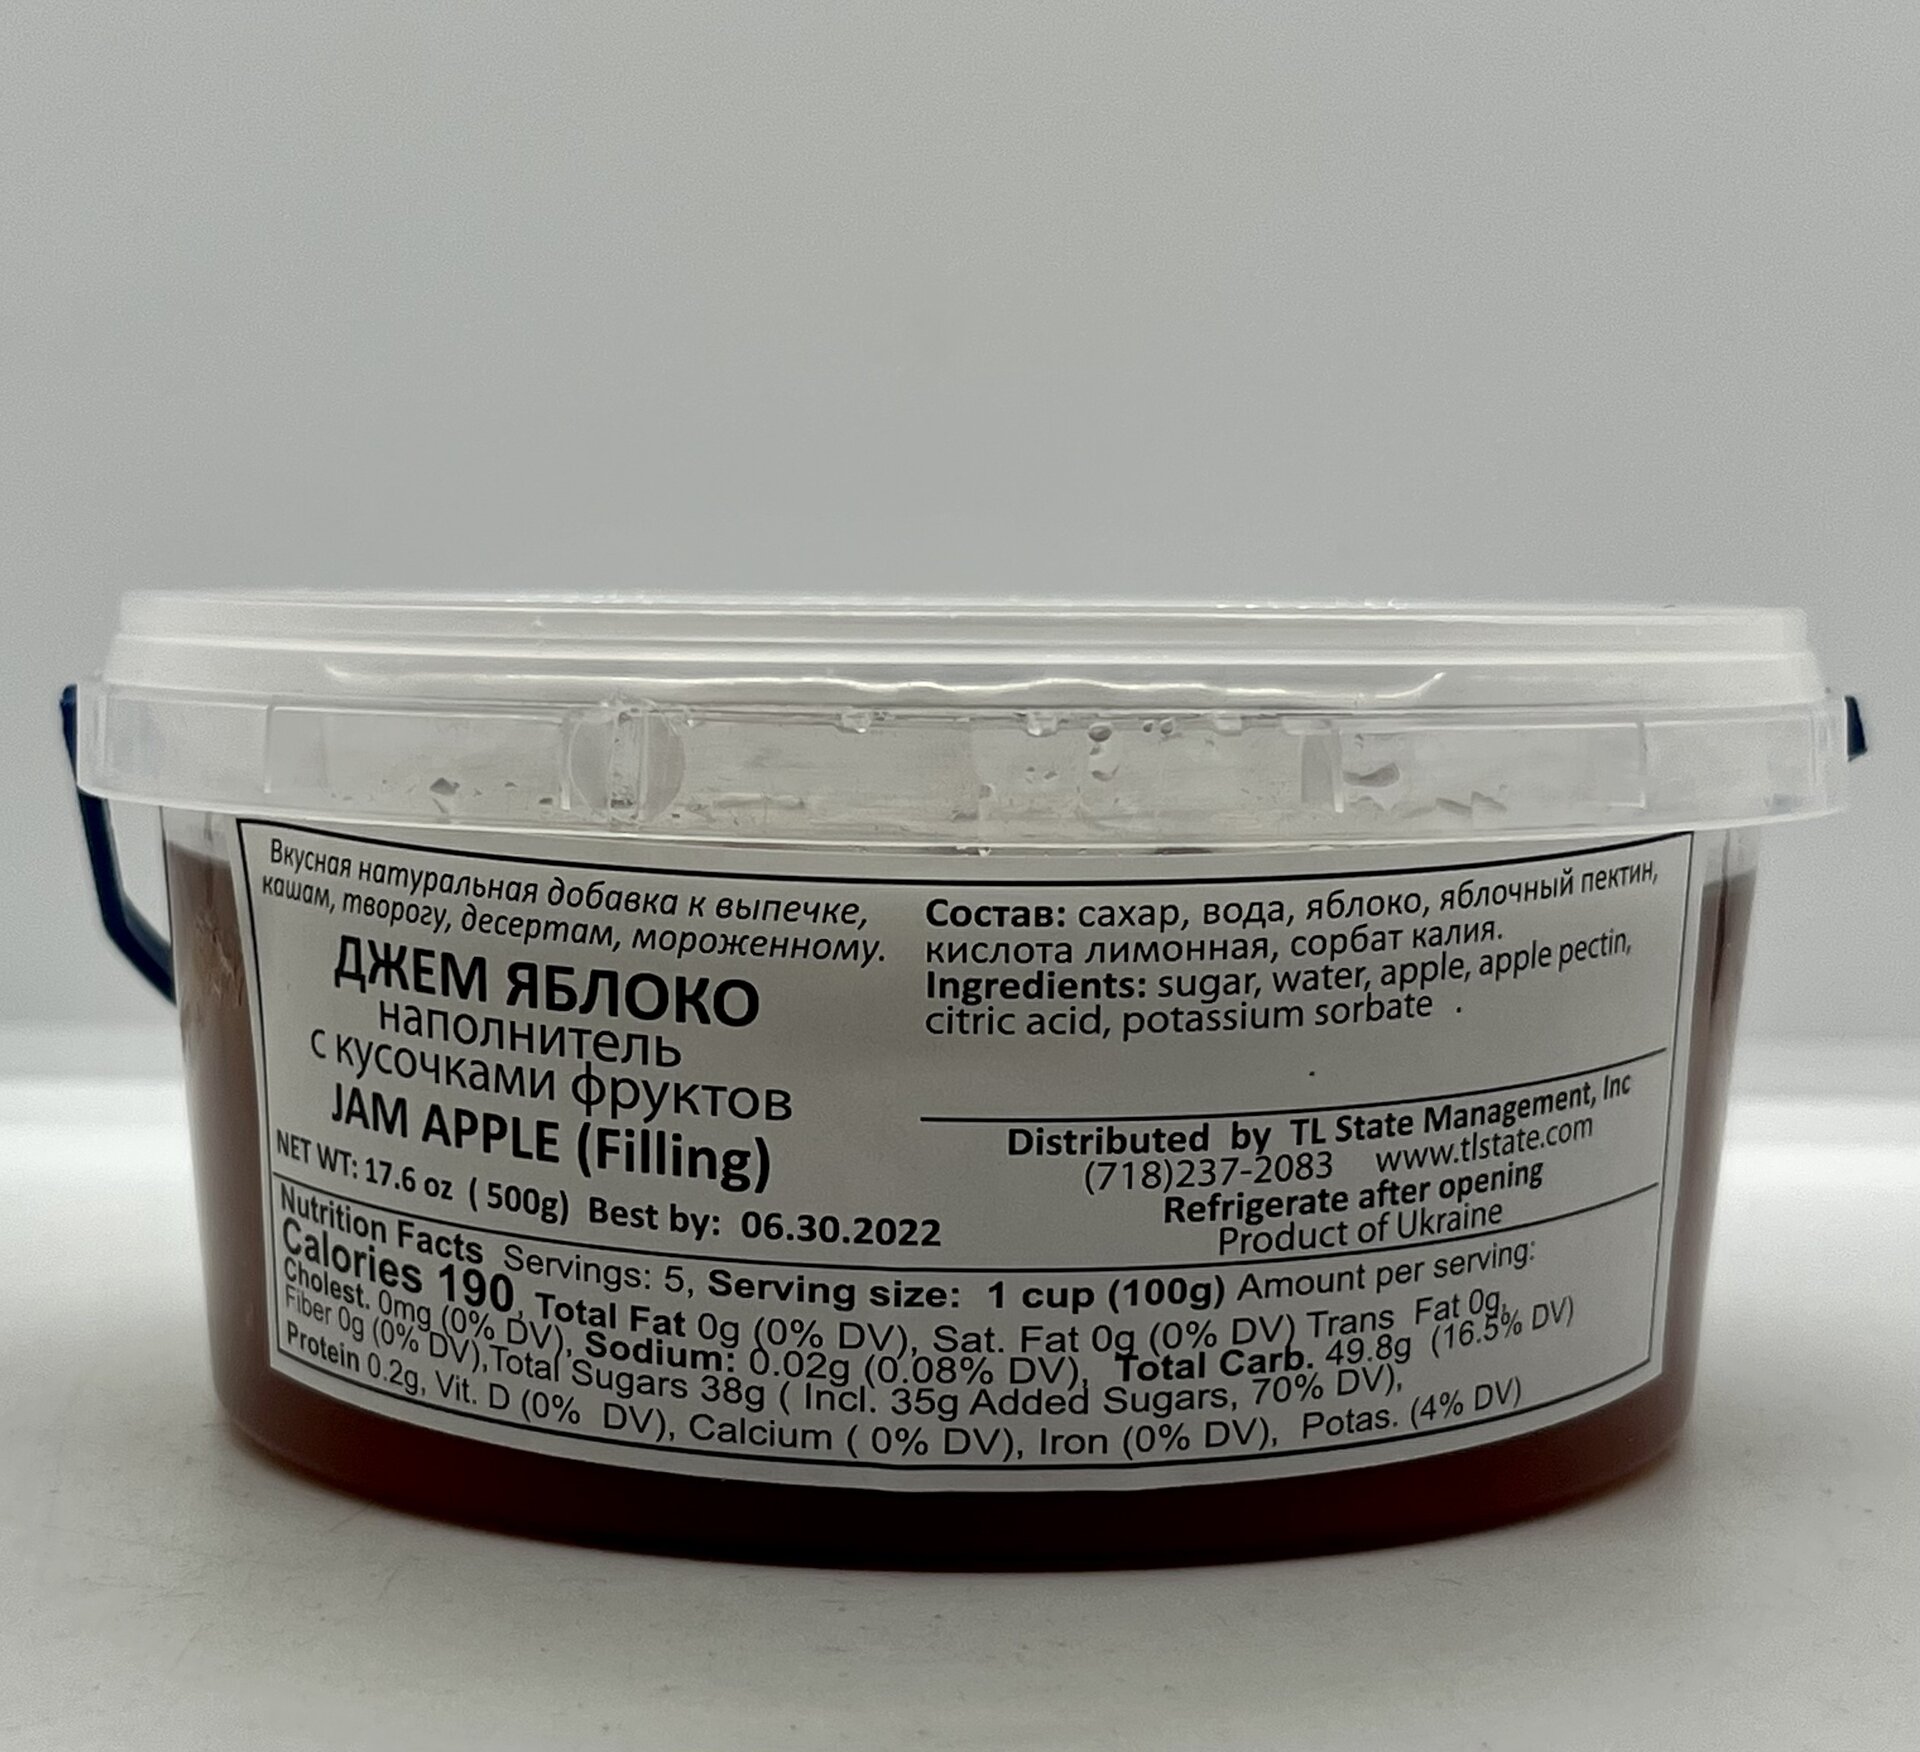 Вкусная натуральная добавка к выпечке,
кашам, творогу, десертам, мороженному.
ДЖЕМ ЯБЛОКО
наполнитель
с кусочками фруктов
JAM APPLE (Filling)
NET WT: 17.6 oz ( 500g) Best by: 06.30.2022
Состав: сахар, вода, яблоко, яблочный пектин,
кислота лимонная, сорбат калия.
Ingredients: sugar, water, apple, apple pectin,
citric acid, potassium sorbate .
Distributed by TL State Management, Inc
(718)237-2083 www.tlstate.com
Refrigerate after opening
Product of Ukraine
Nutrition Facts Servings: 5, Serving size: 1 cup (100g) Amount per serving:
Calories 190, Total Fat 0g (0% DV), Sat. Fat 0g (0% DV) Trans Fat 0g,
Cholest. 0mg (0% DV), Sodium: 0.02g (0.08% DV), Total Carb. 49.8g (16.5% DV)
Fiber 0g (0% DV),Total Sugars 38g ( Incl. 35g Added Sugars, 70% DV),
Protein 0.2g, Vit. D (0% DV), Calcium ( 0% DV), Iron (0% DV), Potas. (4% DV)